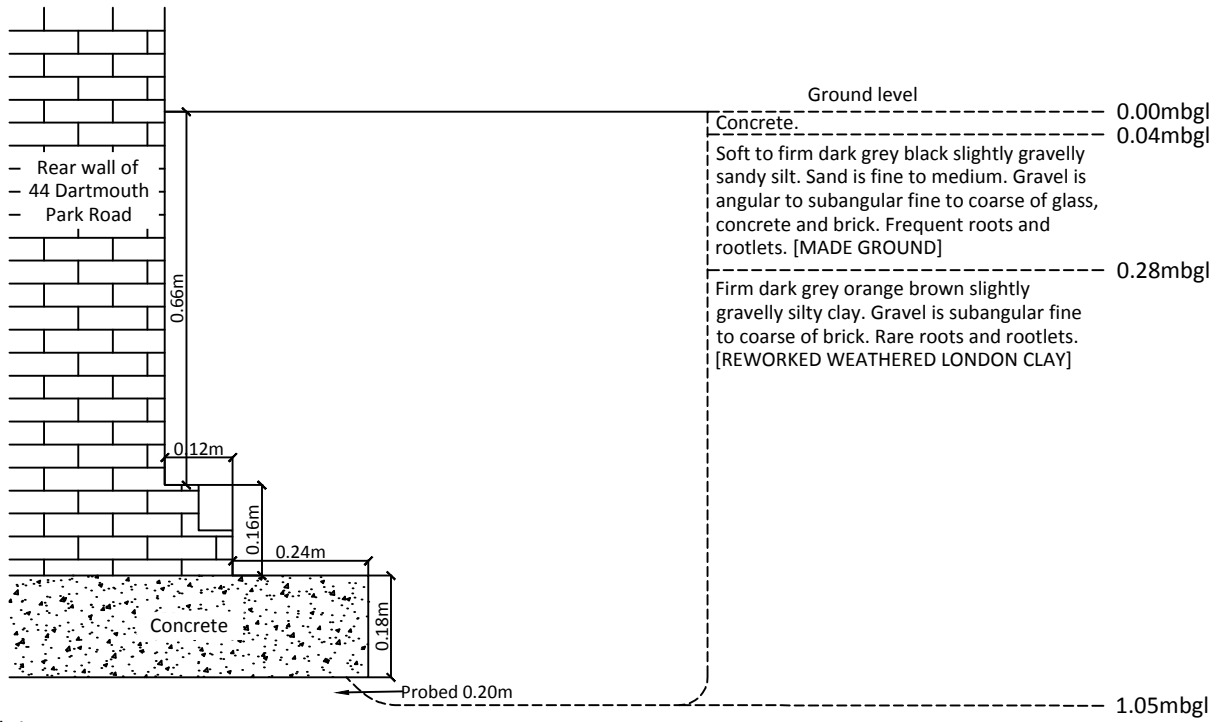 Ground level
0.00mbgl
Concrete.
0.04mbgl
Rear wall of
44 Dartmouth
Park Road
Soft to firm dark grey black slightly gravelly
sandy silt. Sand is fine to medium. Gravel is
angular to subangular fine to coarse of glass,
concrete and brick. Frequent roots and
rootlets. [MADE GROUND]
0.28mbgl
0.66m
Firm dark grey orange brown slightly
gravelly silty clay. Gravel is subangular fine
to coarse of brick. Rare roots and rootlets.
[REWORKED WEATHERED LONDON CLAY]
0.12m
0.16m
0.24m
Concrete
0.18m
Probed 0.20m
1.05mbgl